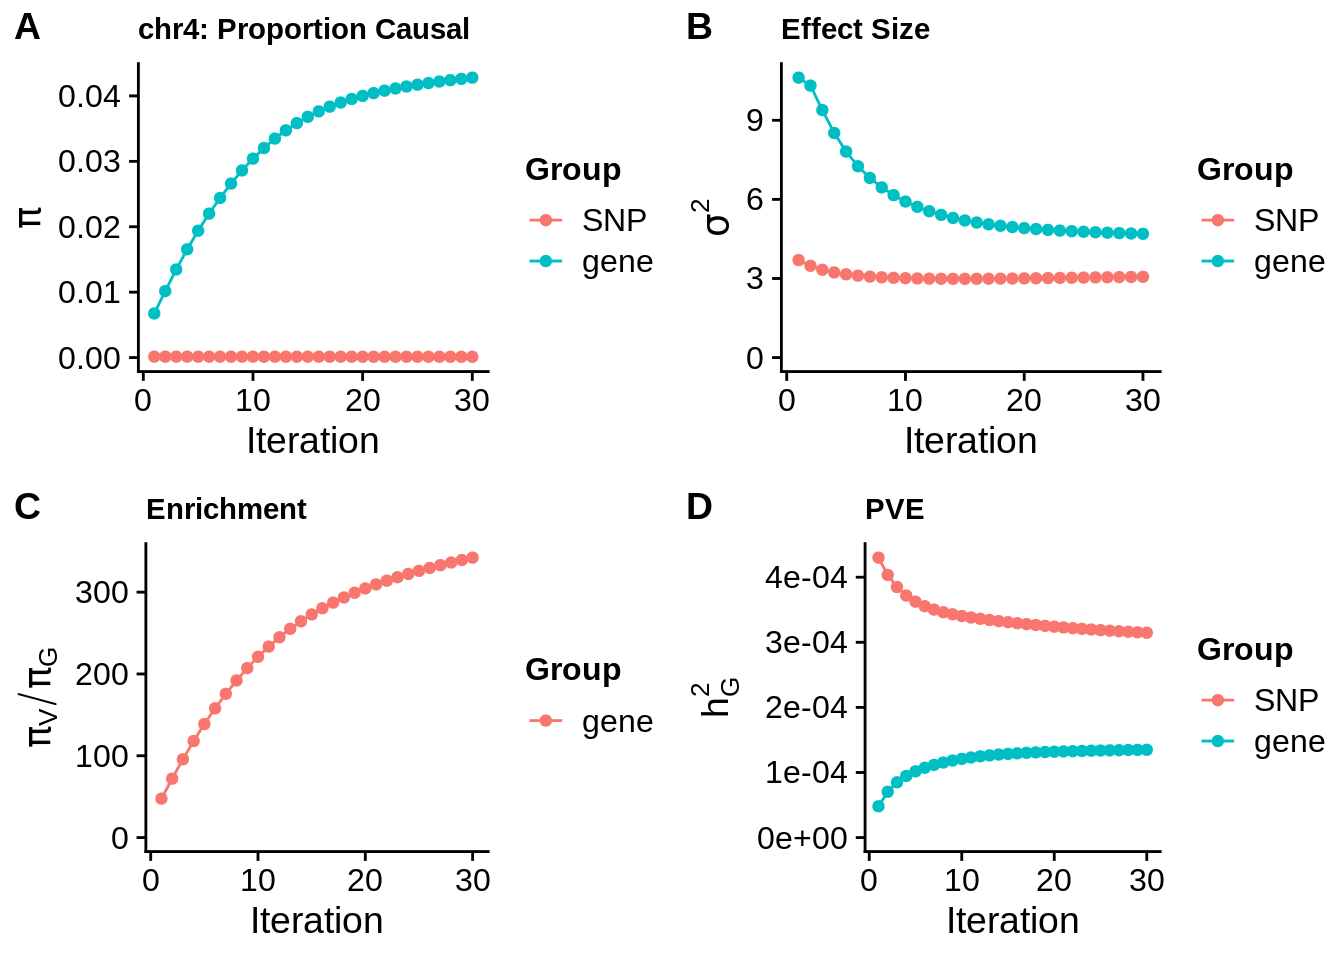 A
chr4: Proportion Causal
π
0.04
0.03
0.02
0.01
0.00
0 10 20 30
Iteration
Group
SNP
gene
B
Effect Size
σ²
9
6
3
0
0 10 20 30
Iteration
Group
SNP
gene
C
Enrichment
π_V/π_G
300
200
100
0
0 10 20 30
Iteration
Group
gene
D
PVE
h²_G
4e-04
3e-04
2e-04
1e-04
0e+00
0 10 20 30
Iteration
Group
SNP
gene